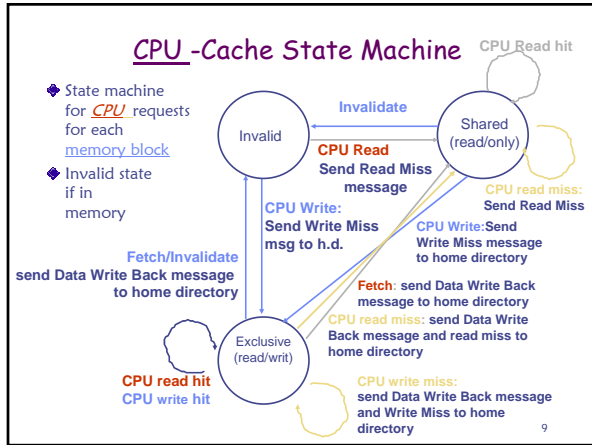 CPU -Cache State Machine
CPU Read hit
State machine
for CPU requests
for each
memory block
Invalid state
if in
memory
Invalidate
Invalid
Shared
(read/only)
CPU Read
Send Read Miss
message
CPU read miss:
Send Read Miss
CPU Write:
Send Write Miss
msg to h.d.
CPU Write:Send
Write Miss message
to home directory
Fetch/Invalidate
send Data Write Back message
to home directory
Fetch: send Data Write Back
message to home directory
CPU read miss: send Data Write
Back message and read miss to
home directory
Exclusive
(read/writ)
CPU read hit
CPU write hit
CPU write miss:
send Data Write Back message
and Write Miss to home
directory
9